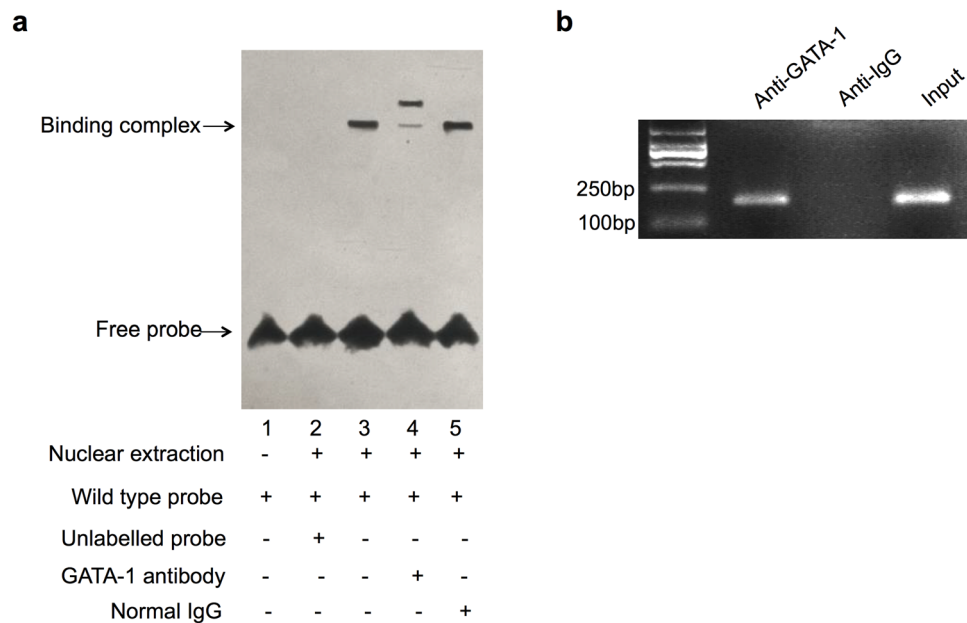 a
Binding complex→
Free probe→
1 2 3 4 5
Nuclear extraction - + + + +
Wild type probe + + + + +
Unlabelled probe - + - - -
GATA-1 antibody - - - + -
Normal IgG - - - - +
b
Anti-GATA-1 Anti-IgG Input
250bp
100bp